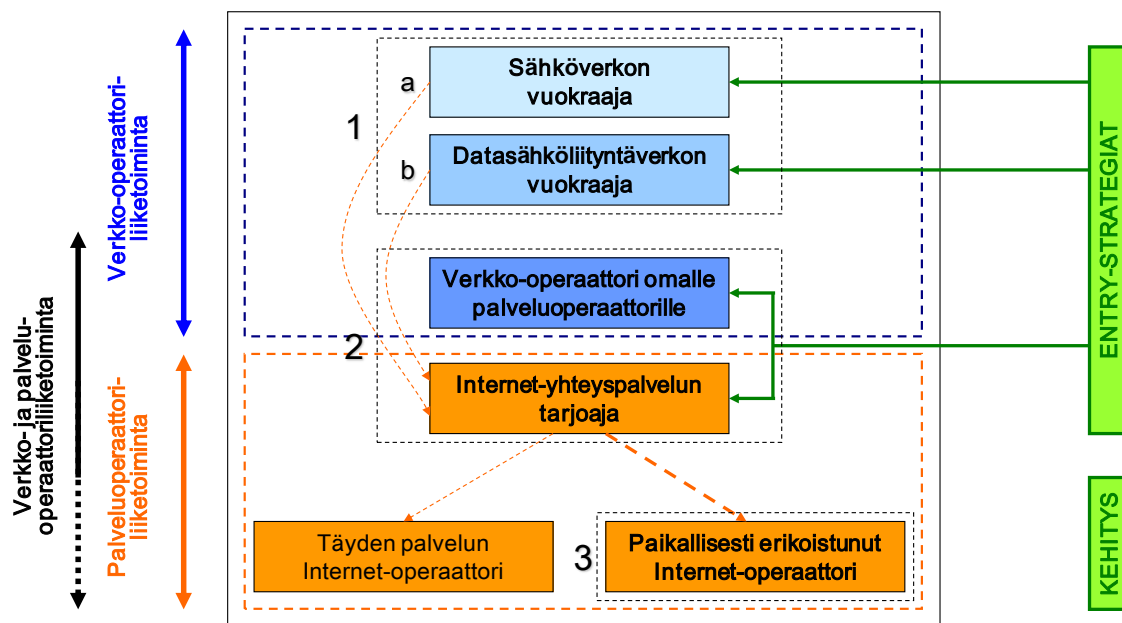 Verkko- ja palvelu-
operaattoriliiketoiminta
Verkko-operaattori-
liiketoiminta
Palveluoperaattori-
liiketoiminta
1
a
Sähköverkon
vuokraaja
b
Datasähköliityntäverkon
vuokraaja
2
Verkko-operaattori omalle
palveluoperaattorille
Internet-yhteyspalvelun
tarjoaja
Täyden palvelun
Internet-operaattori
3
Paikallisesti erikoistunut
Internet-operaattori
ENTRY-STRATEGIAT
KEHITYS